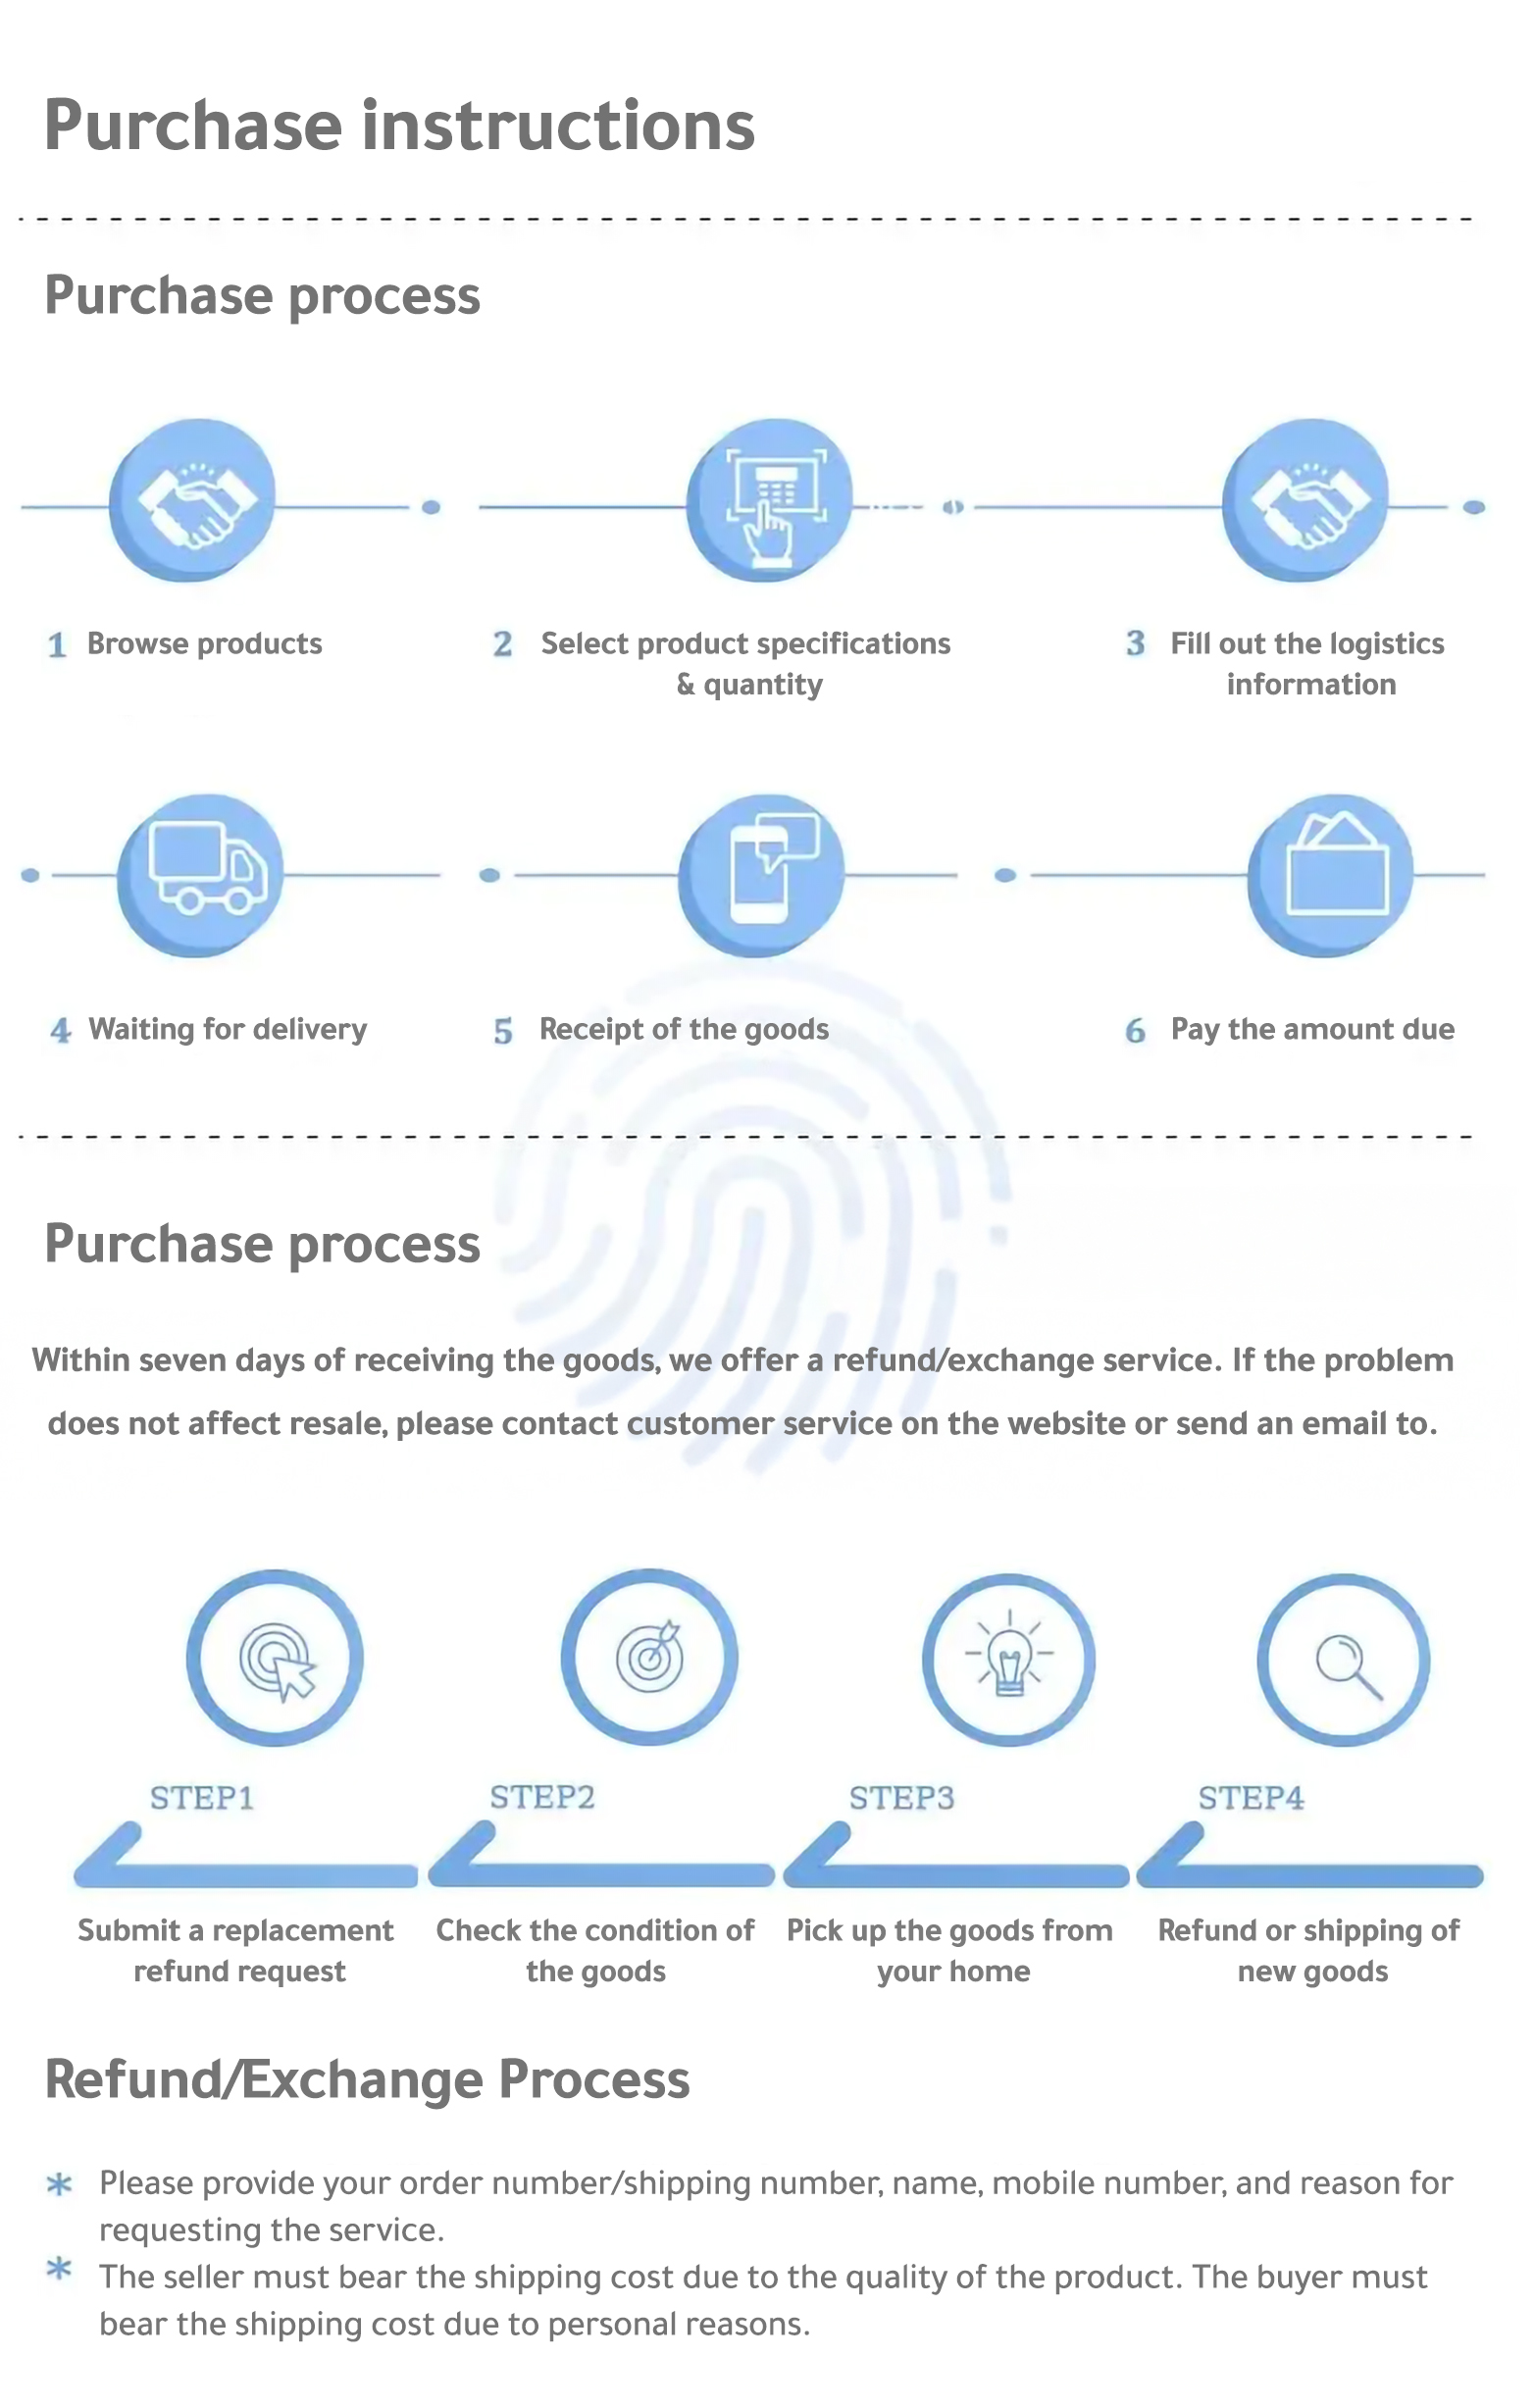 Purchase instructions
Purchase process
1 Browse products
2 Select product specifications
& quantity
3 Fill out the logistics
information
4 Waiting for delivery
5 Receipt of the goods
6 Pay the amount due
Purchase process
Within seven days of receiving the goods, we offer a refund/exchange service. If the problem
does not affect resale, please contact customer service on the website or send an email to.
STEP1
Submit a replacement
refund request
STEP2
Check the condition of
the goods
STEP3
Pick up the goods from
your home
STEP4
Refund or shipping of
new goods
Refund/Exchange Process
* Please provide your order number/shipping number, name, mobile number, and reason for
requesting the service.
* The seller must bear the shipping cost due to the quality of the product. The buyer must
bear the shipping cost due to personal reasons.